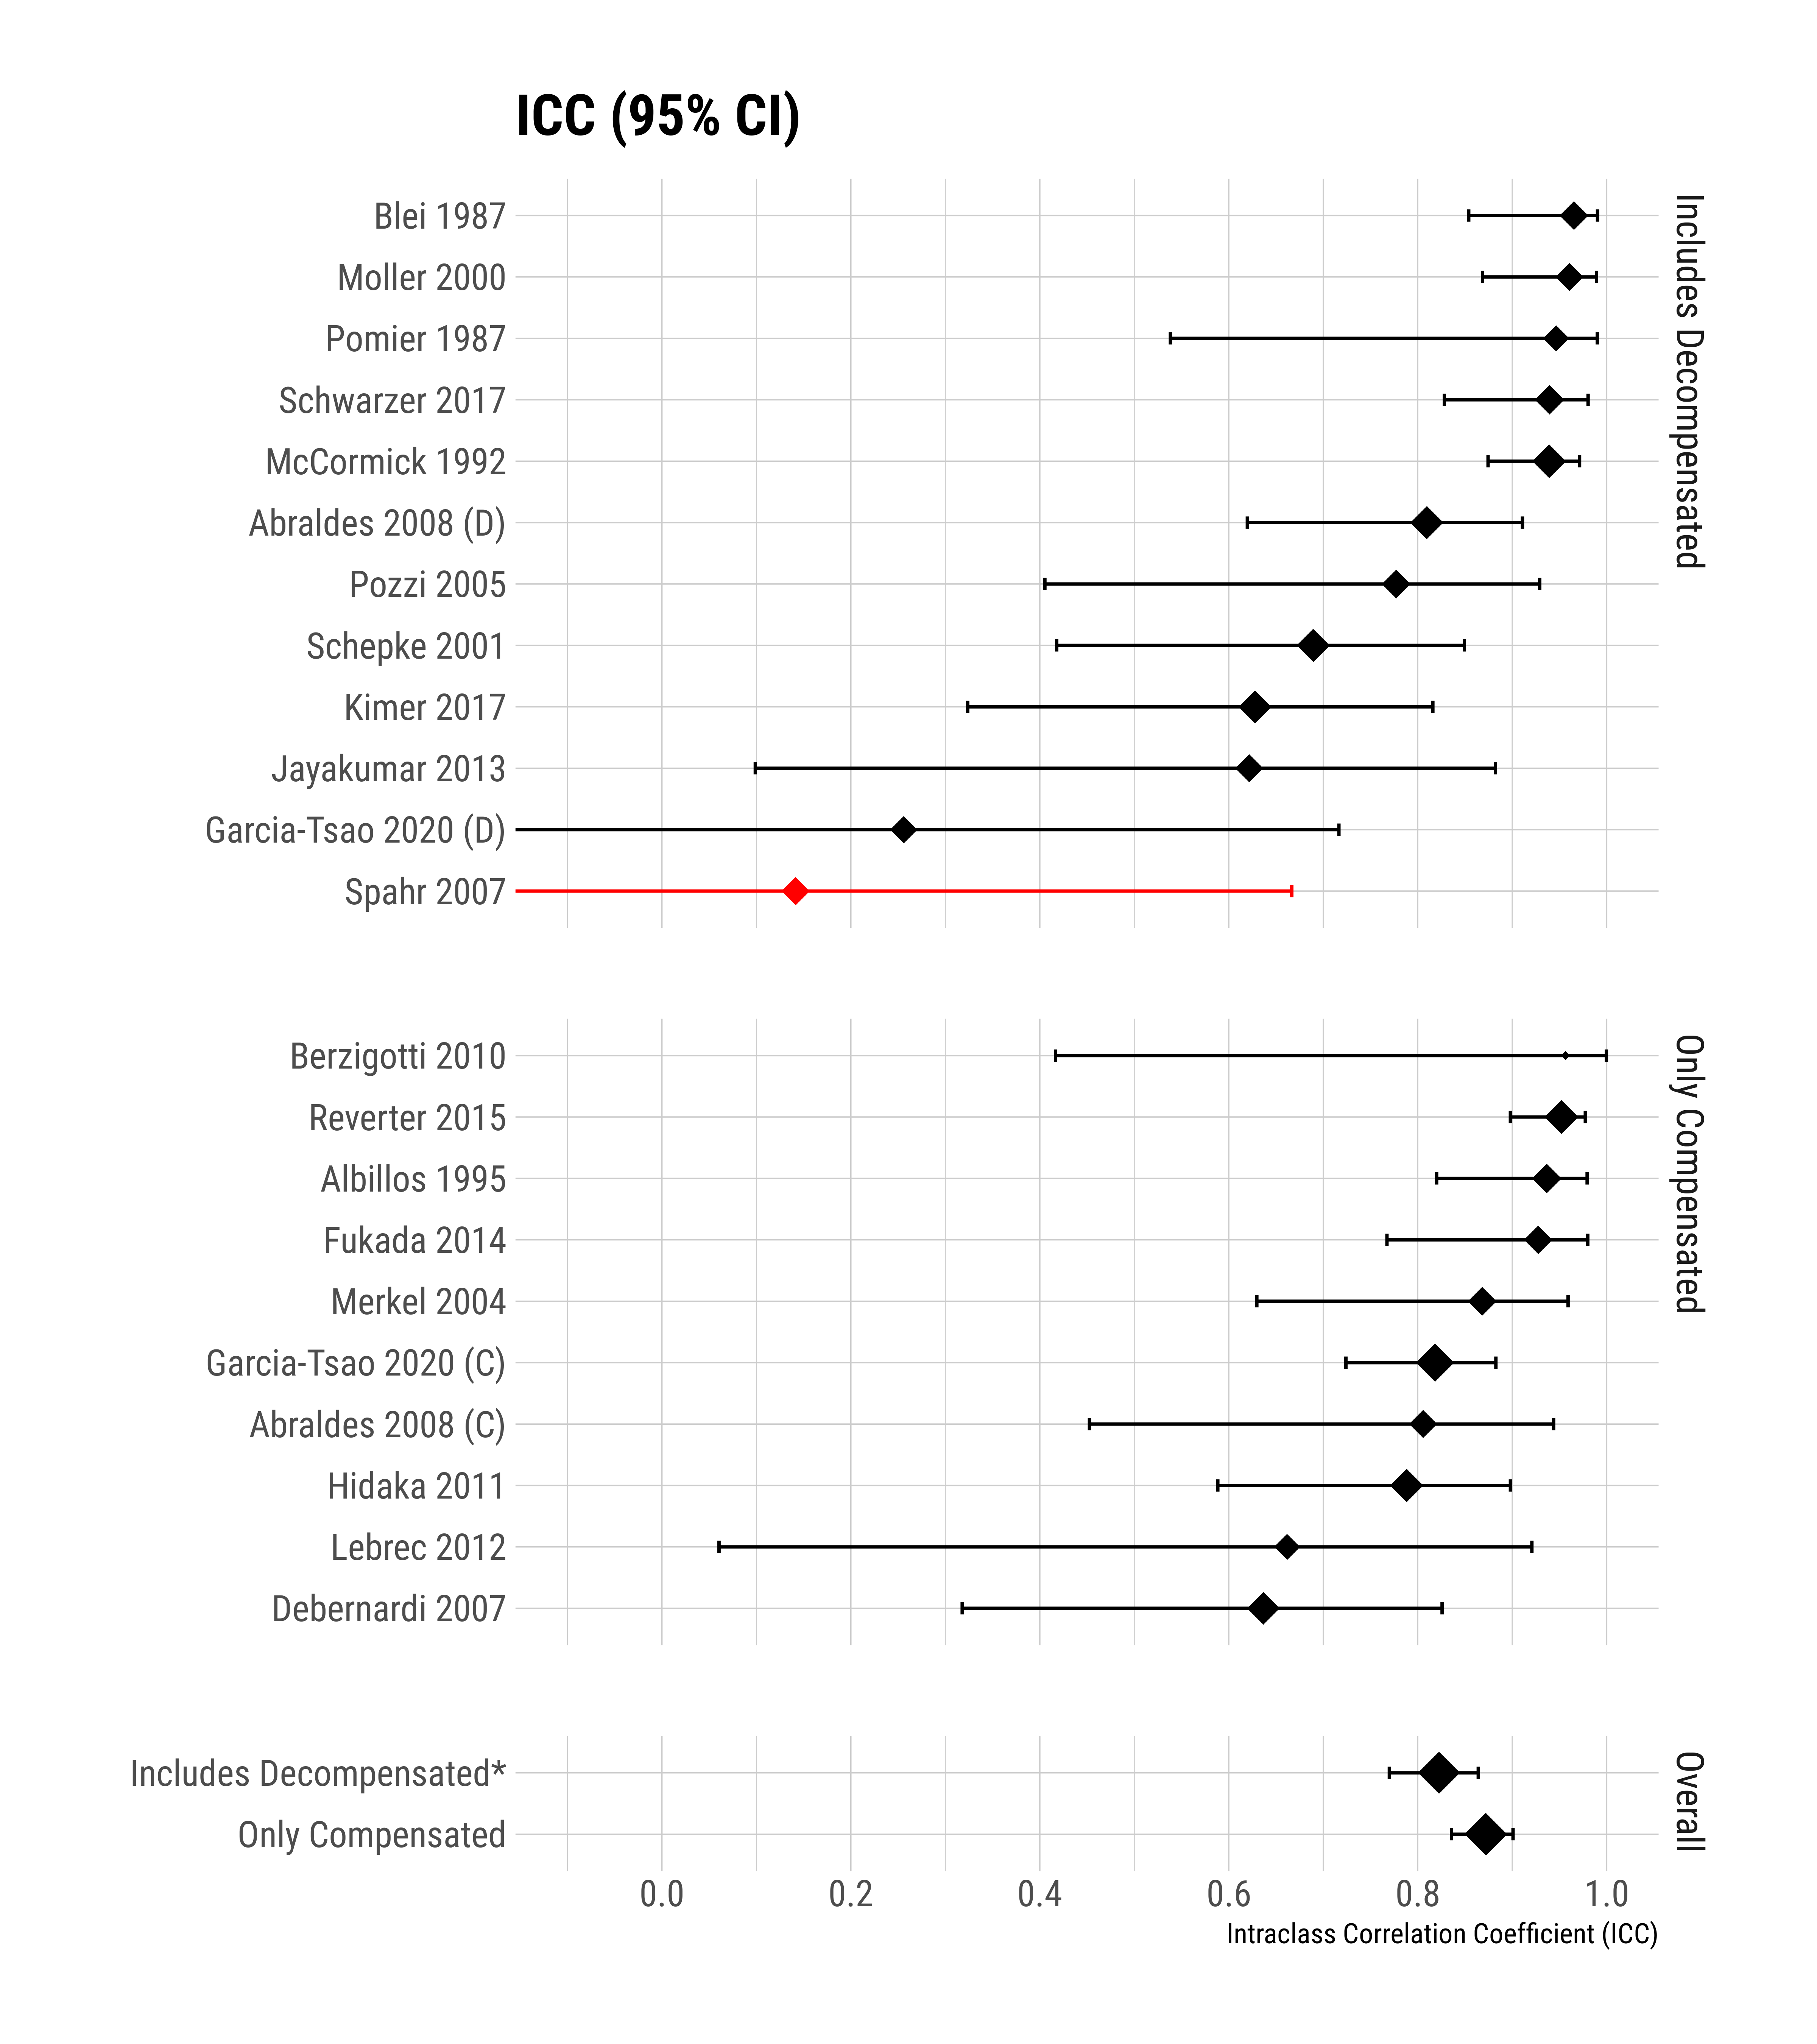 ICC (95% CI)
Includes Decompensated
Blei 1987
Moller 2000
Pomier 1987
Schwarzer 2017
McCormick 1992
Abraldes 2008 (D)
Pozzi 2005
Schepke 2001
Kimer 2017
Jayakumar 2013
Garcia-Tsao 2020 (D)
Spahr 2007
Only Compensated
Berzigotti 2010
Reverter 2015
Albillos 1995
Fukada 2014
Merkel 2004
Garcia-Tsao 2020 (C)
Abraldes 2008 (C)
Hidaka 2011
Lebrec 2012
Debernardi 2007
Overall
Includes Decompensated*
Only Compensated
0.0 0.2 0.4 0.6 0.8 1.0
Intraclass Correlation Coefficient (ICC)